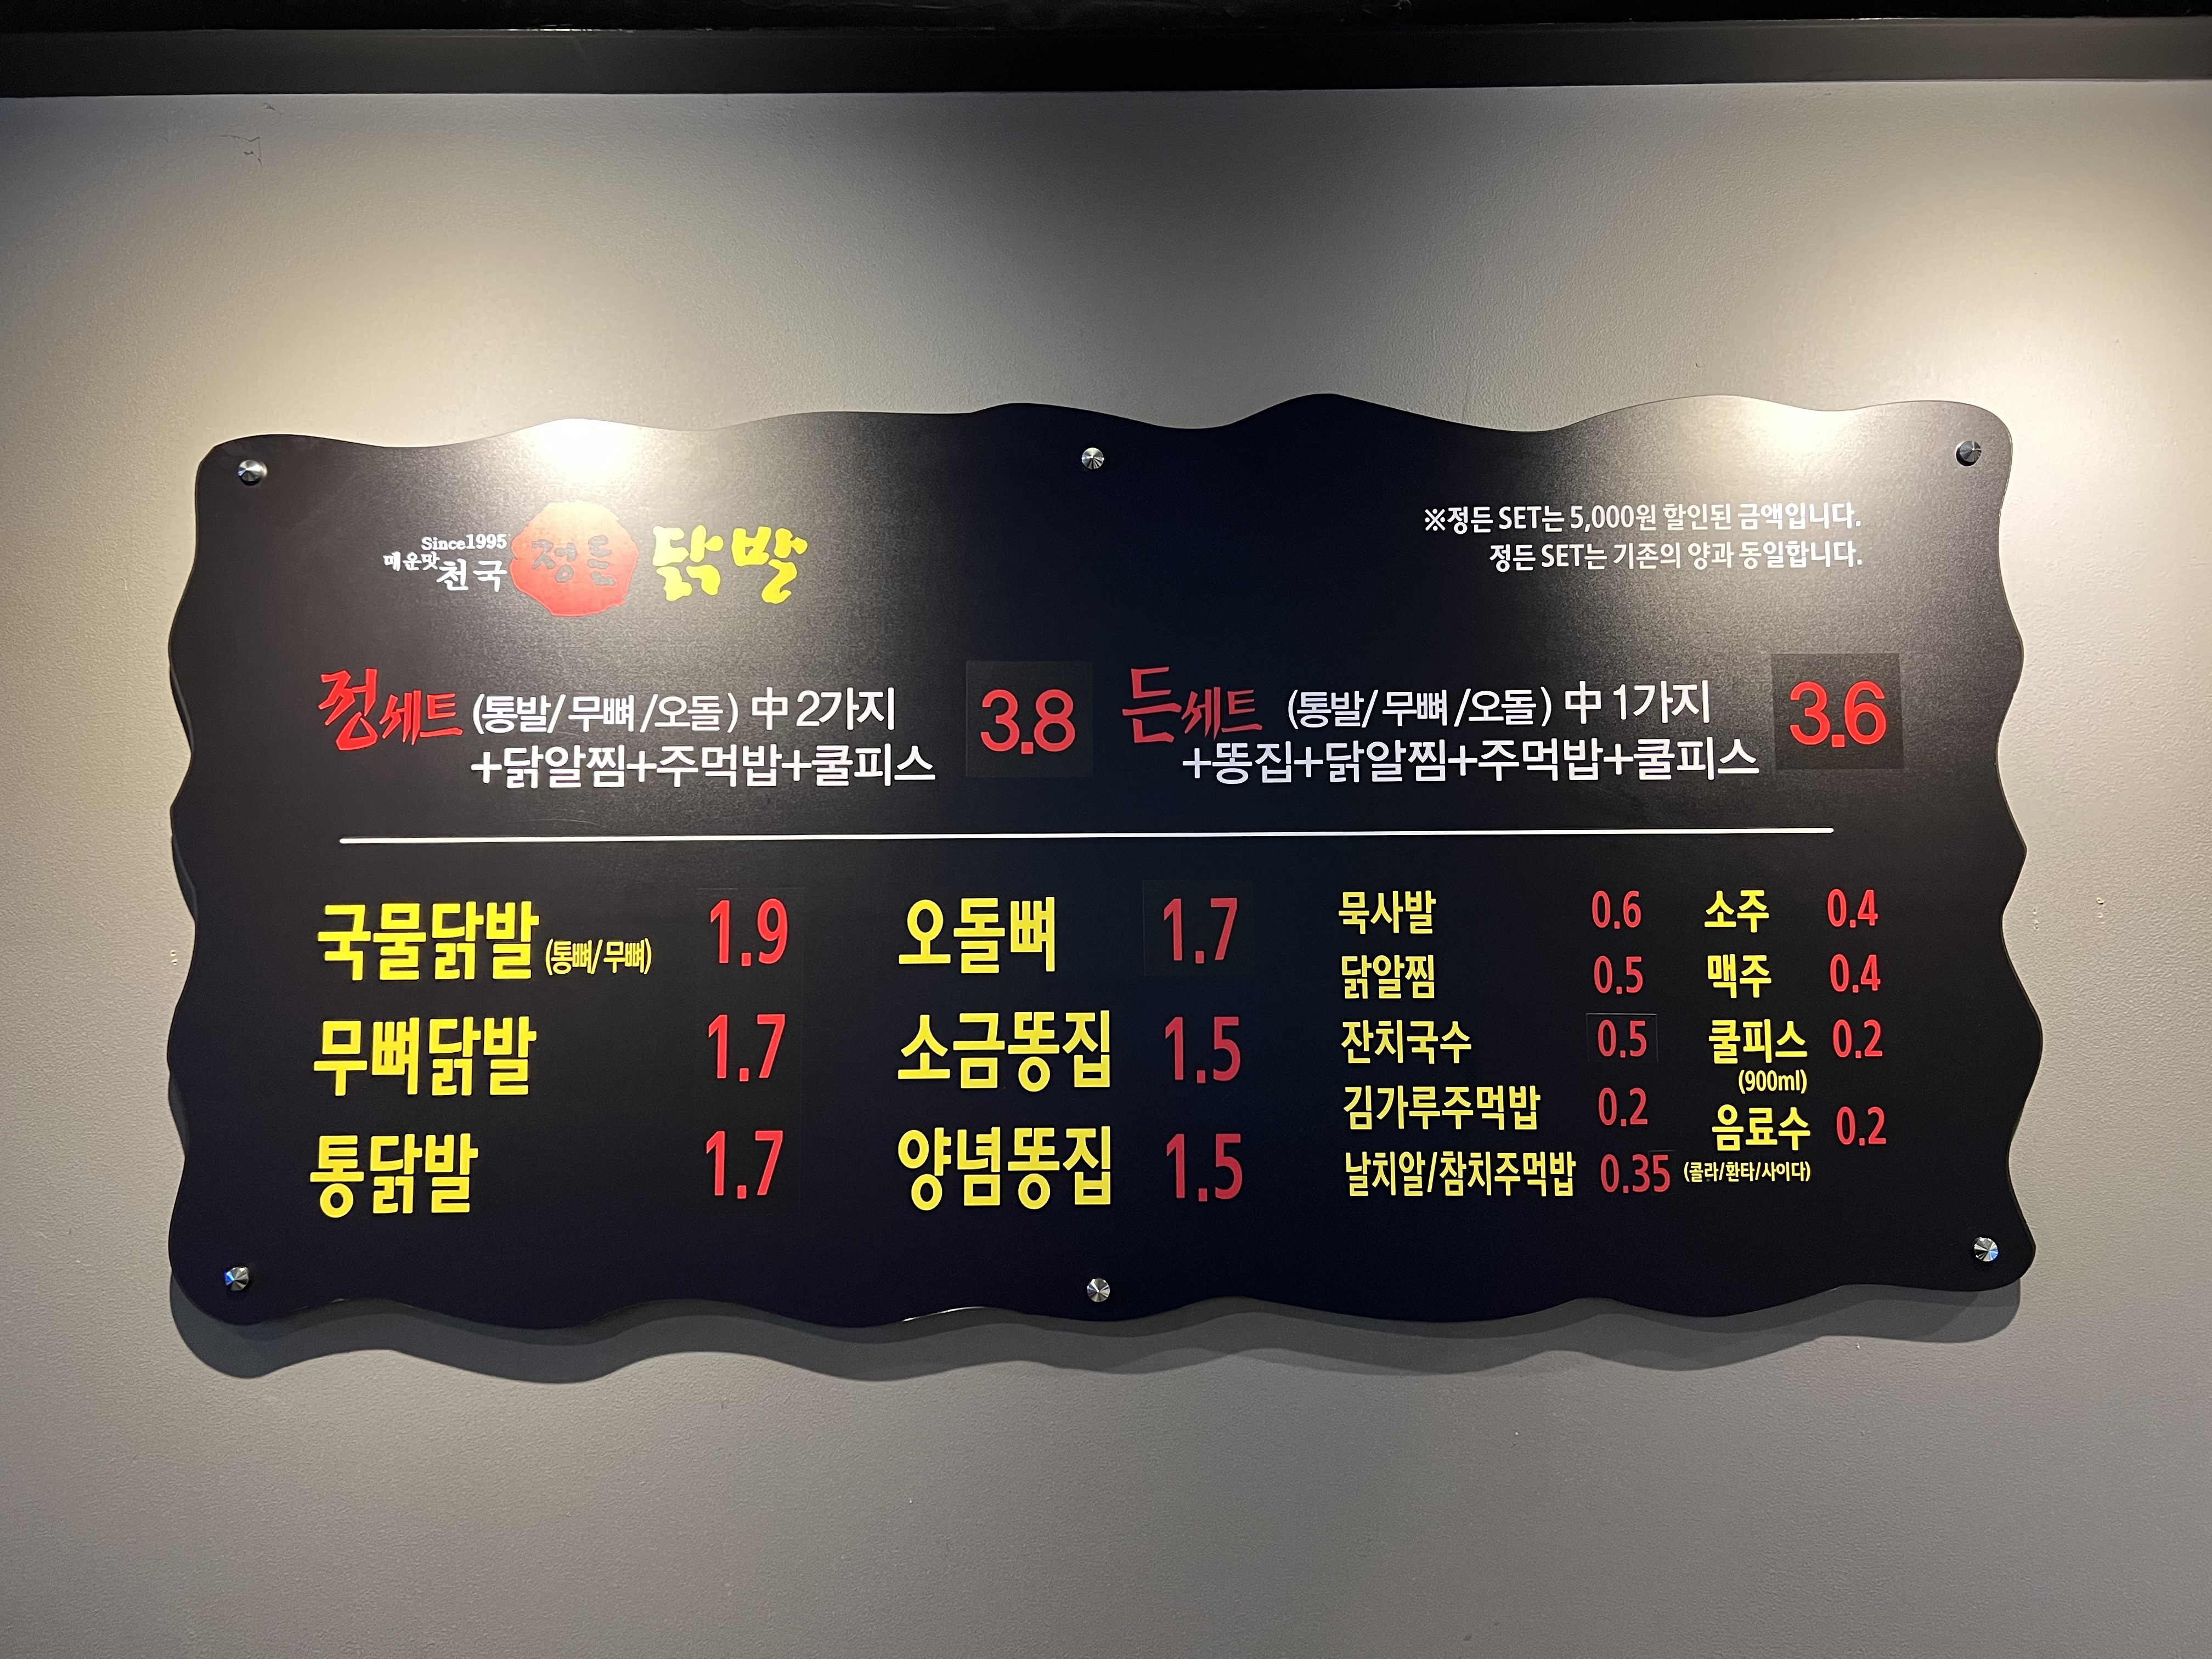 Since1995
매운맛 천국 정든 닭발
※정든 SET는 5,000원 할인된 금액입니다.
정든 SET는 기존의 양과 동일합니다.
정세트 (통발/무뼈/오돌) 中 2가지
+닭알찜+주먹밥+쿨피스
3.8
든세트 (통발/무뼈/오돌) 中 1가지
+똥집+닭알찜+주먹밥+쿨피스
3.6
국물닭발 (통뼈/무뼈) 1.9
무뼈닭발 1.7
통닭발 1.7
오돌뼈 1.7
소금똥집 1.5
양념똥집 1.5
묵사발 0.6
닭알찜 0.5
잔치국수 0.5
김가루주먹밥 0.2
날치알/참치주먹밥 0.35
소주 0.4
맥주 0.4
쿨피스 0.2
(900ml)
음료수 0.2
(콜라/환타/사이다)